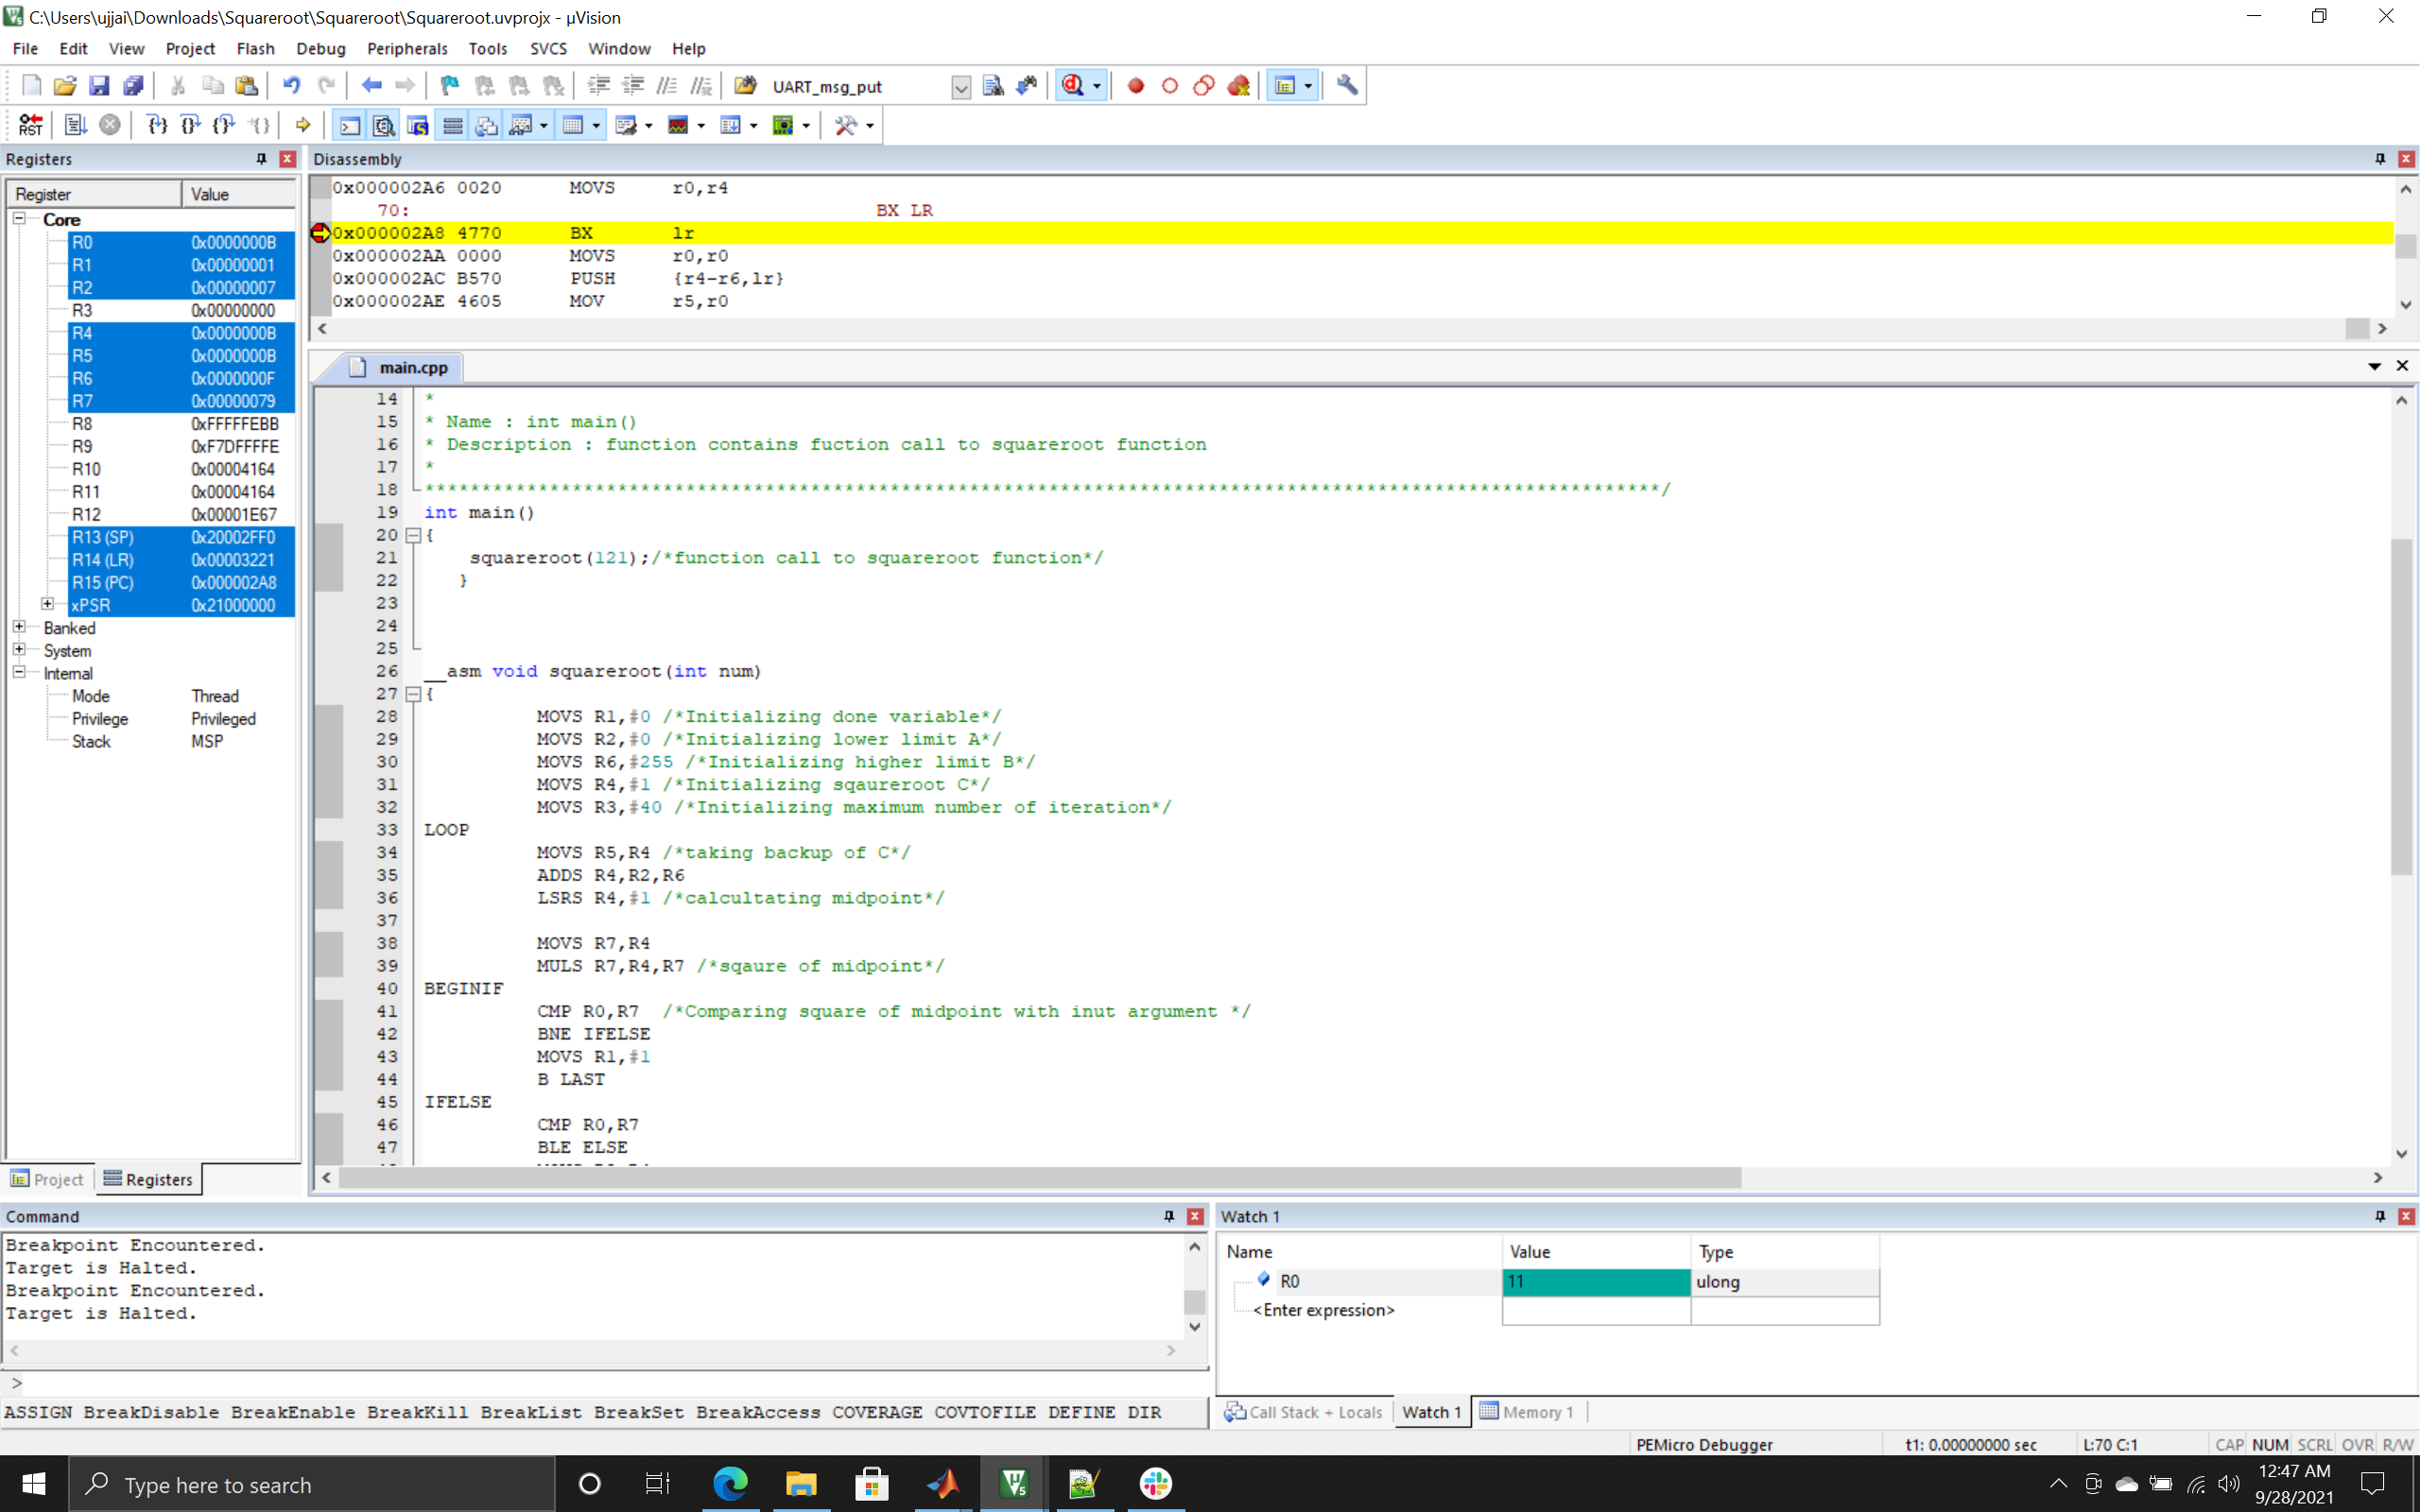 C:\Users\ujjai\Downloads\Squareroot\Squareroot\Squareroot.uvprojx - µVision
File Edit View Project Flash Debug Peripherals Tools SVCS Window Help
UART_msg_put
RST
Registers
Register Value
Core
R0 0x0000000B
R1 0x00000001
R2 0x00000007
R3 0x00000000
R4 0x0000000B
R5 0x0000000B
R6 0x0000000F
R7 0x00000079
R8 0xFFFFFEBB
R9 0xF7DFFFFE
R10 0x00004164
R11 0x00004164
R12 0x00001E67
R13 (SP) 0x20002FF0
R14 (LR) 0x00003221
R15 (PC) 0x000002A8
xPSR 0x21000000
Banked
System
Internal
Mode Thread
Privilege Privileged
Stack MSP
Project Registers
Disassembly
0x000002A6 0020 MOVS r0,r4
70: BX LR
0x000002A8 4770 BX lr
0x000002AA 0000 MOVS r0,r0
0x000002AC B570 PUSH {r4-r6,lr}
0x000002AE 4605 MOV r5,r0
main.cpp
14 *
15 * Name : int main()
16 * Description : function contains fuction call to squareroot function
17 *
18 *************************************************************************************************************/
19 int main()
20 {
21 squareroot(121);/*function call to squareroot function*/
22 }
23
24
25
26 __asm void squareroot(int num)
27 {
28 MOVS R1,#0 /*Initializing done variable*/
29 MOVS R2,#0 /*Initializing lower limit A*/
30 MOVS R6,#255 /*Initializing higher limit B*/
31 MOVS R4,#1 /*Initializing sqaureroot C*/
32 MOVS R3,#40 /*Initializing maximum number of iteration*/
33 LOOP
34 MOVS R5,R4 /*taking backup of C*/
35 ADDS R4,R2,R6
36 LSRS R4,#1 /*calcultating midpoint*/
37
38 MOVS R7,R4
39 MULS R7,R4,R7 /*sqaure of midpoint*/
40 BEGINIF
41 CMP R0,R7 /*Comparing square of midpoint with inut argument */
42 BNE IFELSE
43 MOVS R1,#1
44 B LAST
45 IFELSE
46 CMP R0,R7
47 BLE ELSE
Command
Breakpoint Encountered.
Target is Halted.
Breakpoint Encountered.
Target is Halted.
>
ASSIGN BreakDisable BreakEnable BreakKill BreakList BreakSet BreakAccess COVERAGE COVTOFILE DEFINE DIR
Watch 1
Name Value Type
R0 11 ulong
<Enter expression>
Call Stack + Locals Watch 1 Memory 1
PEMicro Debugger t1: 0.00000000 sec L:70 C:1 CAP NUM SCRL OVR R/W
Type here to search
12:47 AM
9/28/2021